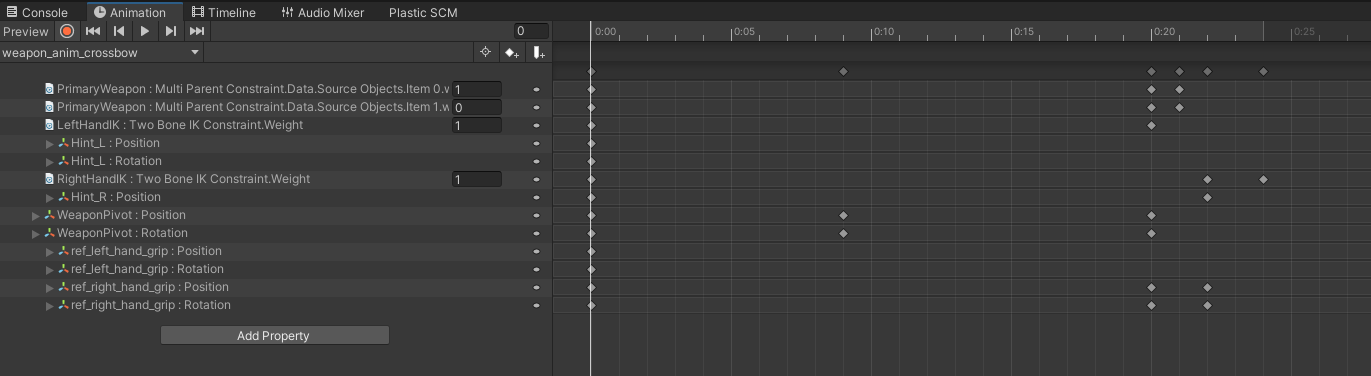 Console Animation Timeline Audio Mixer Plastic SCM
Preview 0 0:00 0:05 0:10 0:15 0:20 0:25
weapon_anim_crossbow
PrimaryWeapon : Multi Parent Constraint.Data.Source Objects.Item 0.w 1
PrimaryWeapon : Multi Parent Constraint.Data.Source Objects.Item 1.w 0
LeftHandIK : Two Bone IK Constraint.Weight 1
Hint_L : Position
Hint_L : Rotation
RightHandIK : Two Bone IK Constraint.Weight 1
Hint_R : Position
WeaponPivot : Position
WeaponPivot : Rotation
ref_left_hand_grip : Position
ref_left_hand_grip : Rotation
ref_right_hand_grip : Position
ref_right_hand_grip : Rotation
Add Property